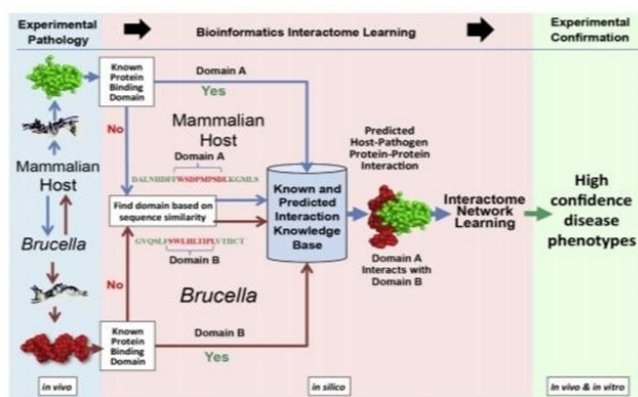 Experimental
Pathology
Bioinformatics Interactome Learning
Experimental
Confirmation
Known
Protein
Binding
Domain
Domain A
Yes
No
Mammalian
Host
Domain A
DALNHDFFWSDPMPSDLKGMLS
Mammalian
Host
Find domain based on
sequence similarity
Known and
Predicted
Interaction
Knowledge
Base
Predicted
Host-Pathogen
Protein-Protein
Interaction
Interactome
Network
Learning
High
confidence
disease
phenotypes
Brucella
GVQSLFSWLHLTIPLVTHCT
Domain B
Domain A
Interacts with
Domain B
No
Brucella
Known
Protein
Binding
Domain
Domain B
Yes
in vivo
in silico
In vivo & in vitro